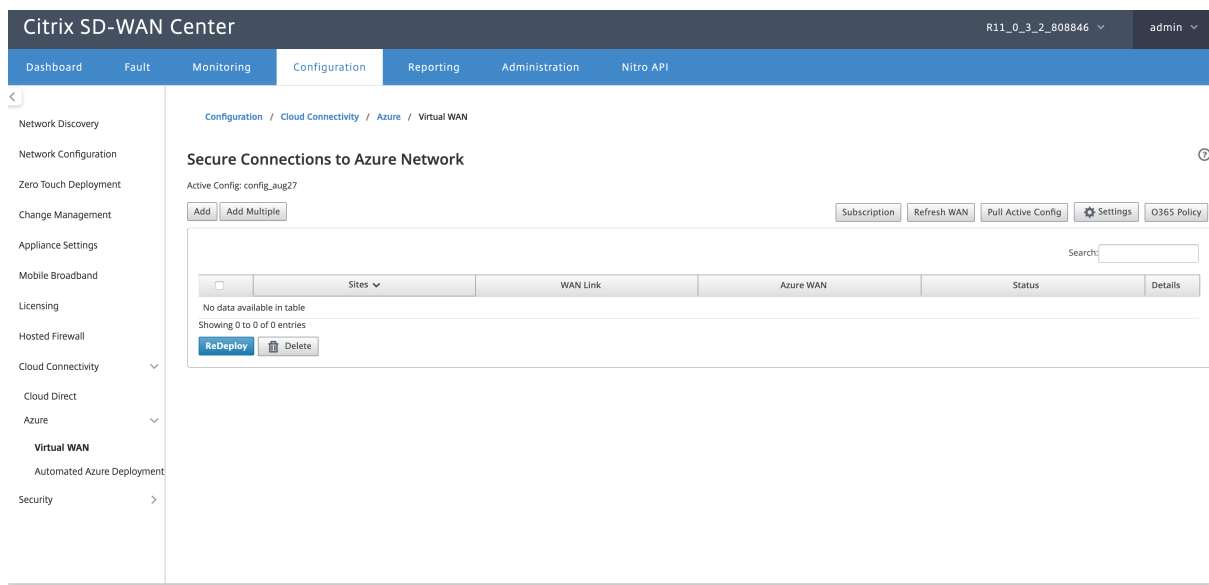 Citrix SD-WAN Center
R11_0_3_2_808846
admin
Dashboard Fault Monitoring Configuration Reporting Administration Nitro API
Network Discovery
Network Configuration
Zero Touch Deployment
Change Management
Appliance Settings
Mobile Broadband
Licensing
Hosted Firewall
Cloud Connectivity
Cloud Direct
Azure
Virtual WAN
Automated Azure Deployment
Security
Configuration / Cloud Connectivity / Azure / Virtual WAN
Secure Connections to Azure Network
?
Active Config: config_aug27
Add Add Multiple Subscription Refresh WAN Pull Active Config Settings O365 Policy
Search:
Sites WAN Link Azure WAN Status Details
No data available in table
Showing 0 to 0 of 0 entries
ReDeploy Delete